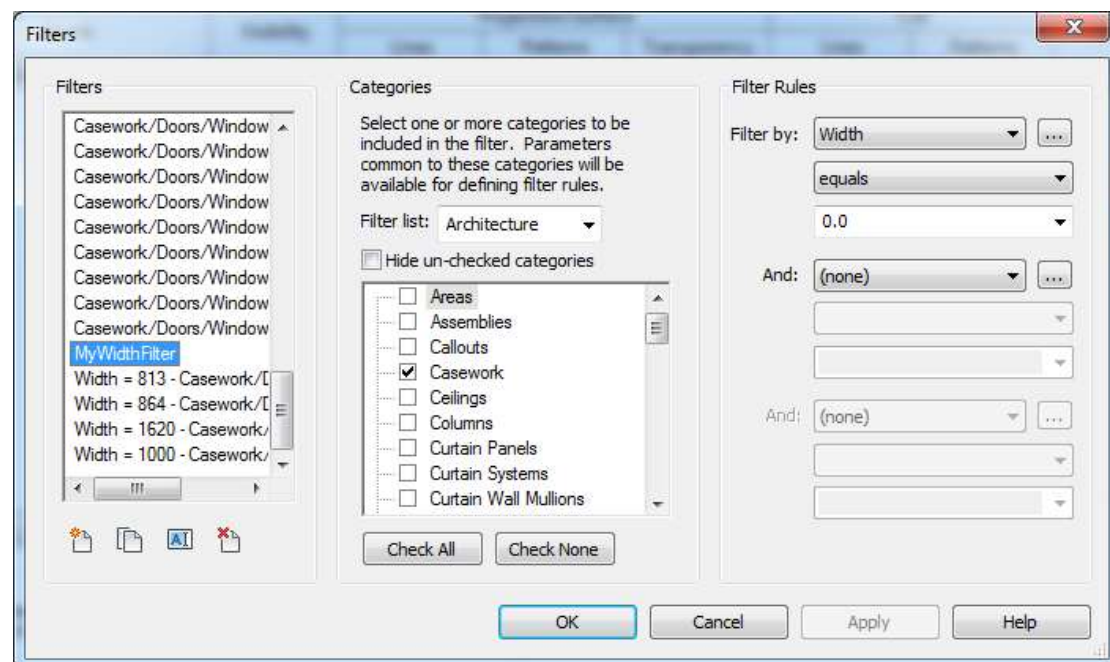 Filters
Filters
Casework/Doors/Window
Casework/Doors/Window
Casework/Doors/Window
Casework/Doors/Window
Casework/Doors/Window
Casework/Doors/Window
Casework/Doors/Window
Casework/Doors/Window
Casework/Doors/Window
MyWidthFilter
Width = 813 - Casework/D
Width = 864 - Casework/D
Width = 1620 - Casework/
Width = 1000 - Casework/
Categories
Select one or more categories to be
included in the filter. Parameters
common to these categories will be
available for defining filter rules.
Filter list: Architecture
Hide un-checked categories
Areas
Assemblies
Callouts
Casework
Ceilings
Columns
Curtain Panels
Curtain Systems
Curtain Wall Mullions
Check All Check None
Filter Rules
Filter by: Width ...
equals
0.0
And: (none) ...
And: (none) ...
OK Cancel Apply Help